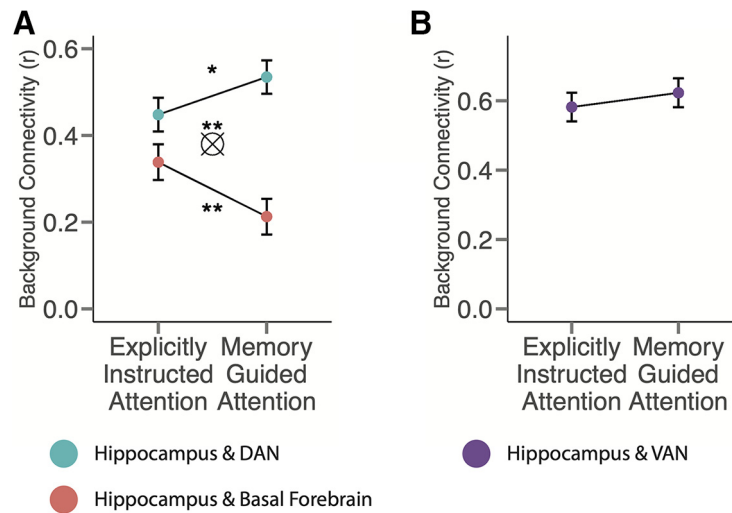 A
Background Connectivity (r)
0.6
0.4
0.2
0.0
*
**
**
Explicitly Instructed Attention
Memory Guided Attention
Hippocampus & DAN
Hippocampus & Basal Forebrain
B
Background Connectivity (r)
0.6
0.4
0.2
0.0
Explicitly Instructed Attention
Memory Guided Attention
Hippocampus & VAN